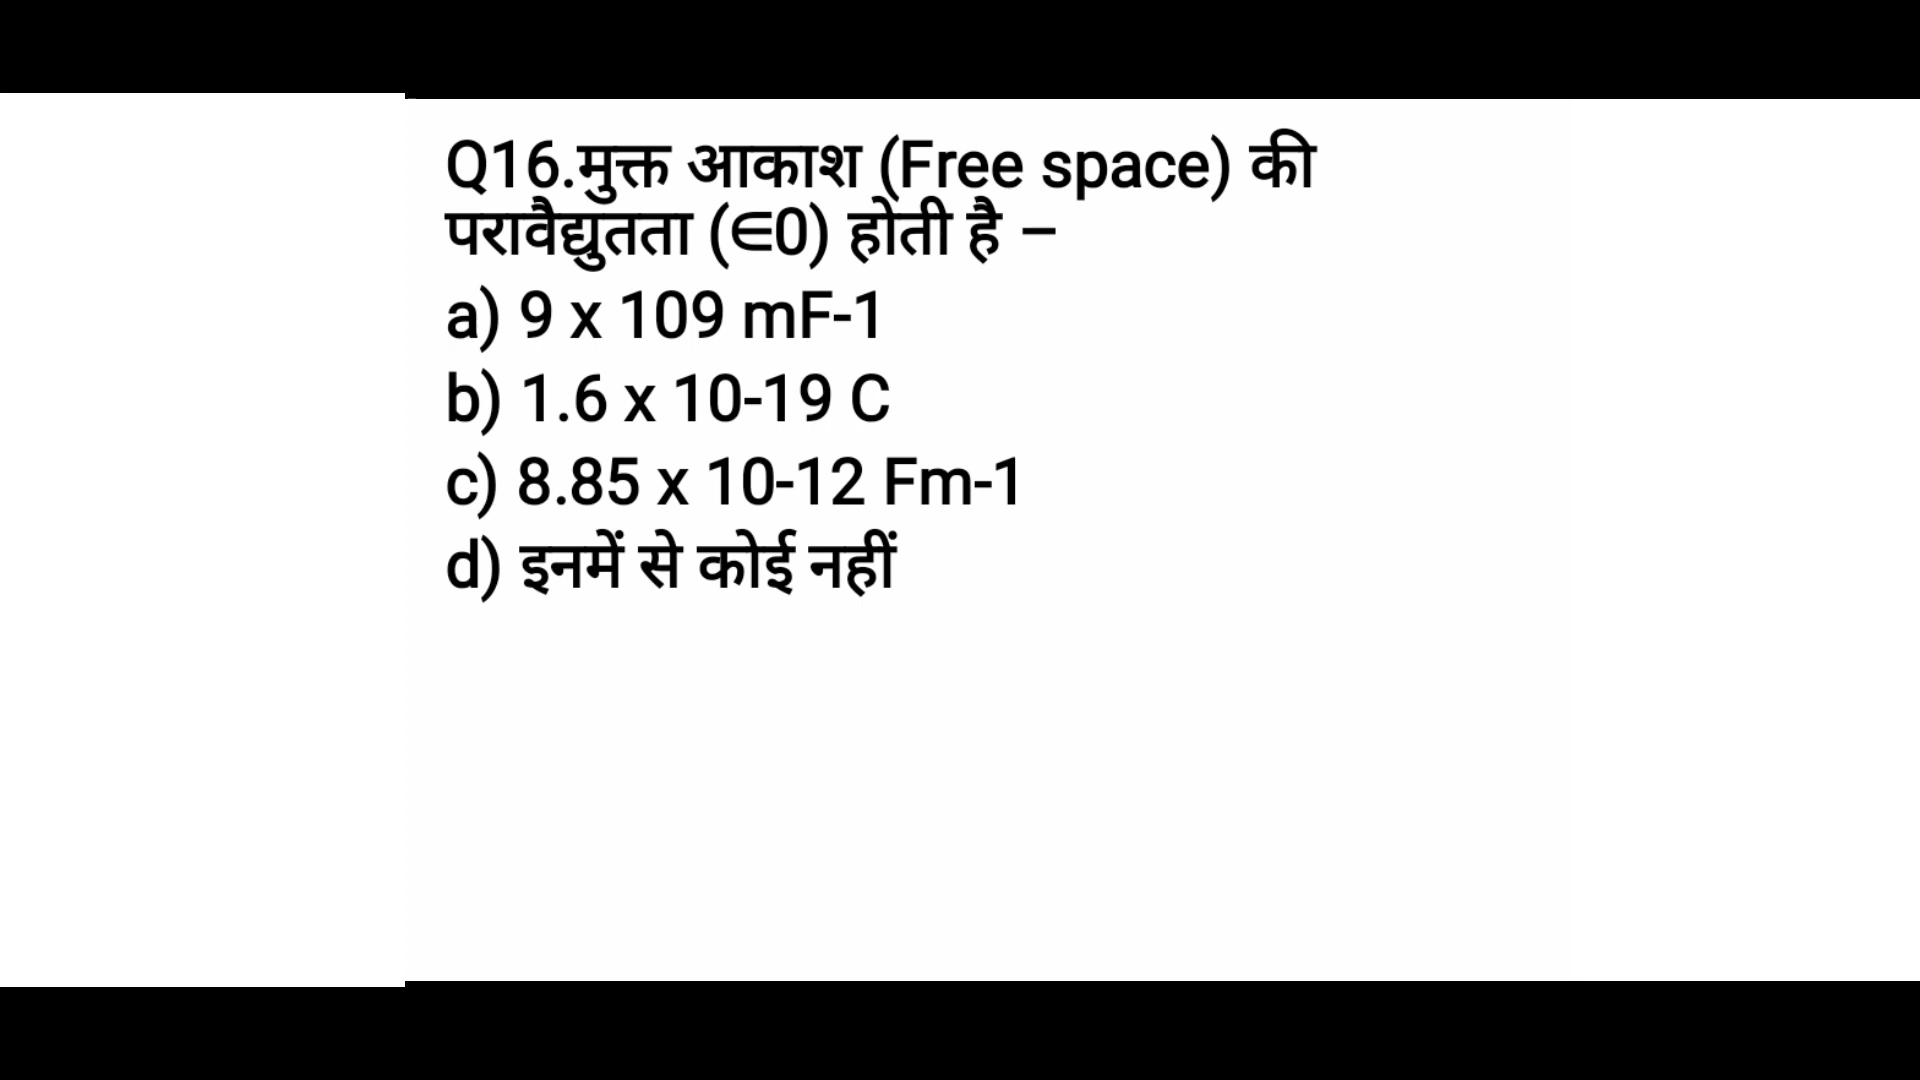 Q16.मुक्त आकाश (Free space) की
परावैद्युतता (∈0) होती है –
a) 9 x 109 mF-1
b) 1.6 x 10-19 C
c) 8.85 x 10-12 Fm-1
d) इनमें से कोई नहीं